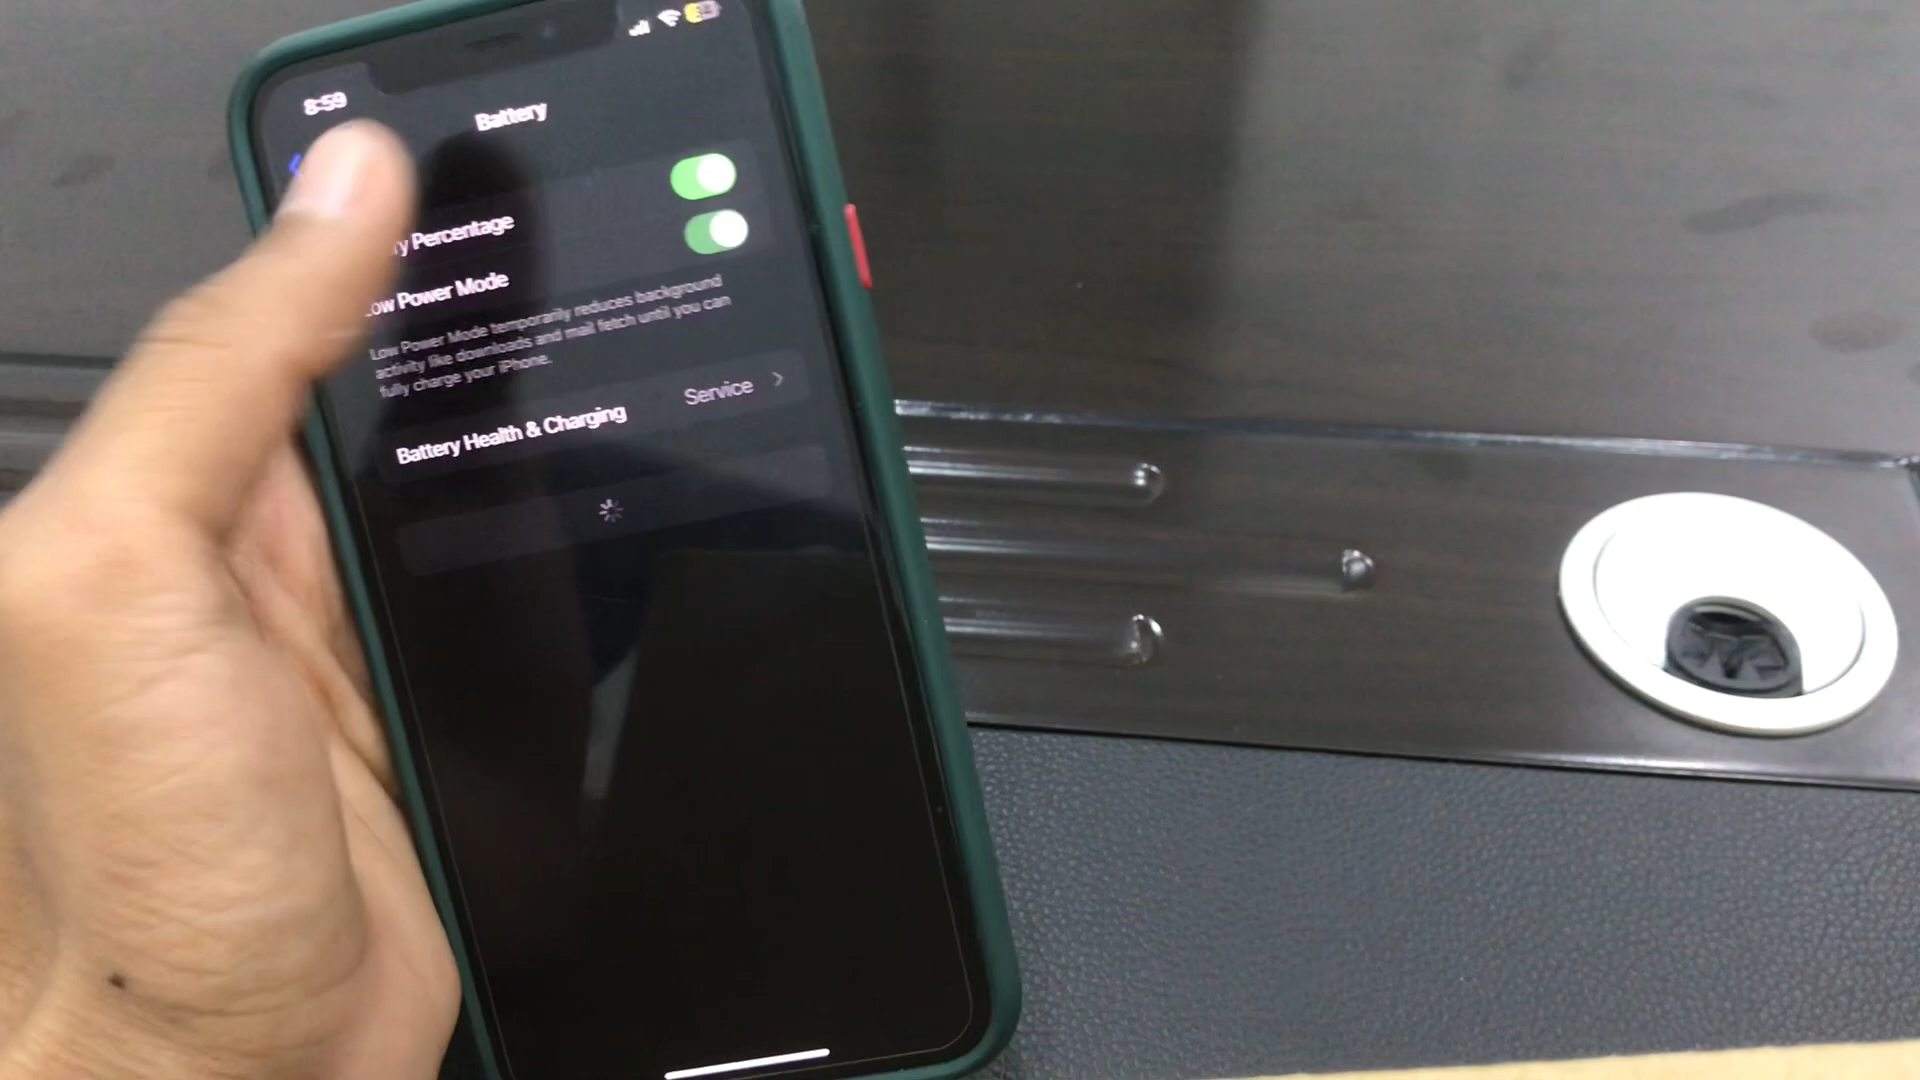 8:59
Battery
Percentage
Low Power Mode
Low Power Mode temporarily reduces background
activity like downloads and mail fetch until you can
fully charge your iPhone.
Battery Health & Charging
Service